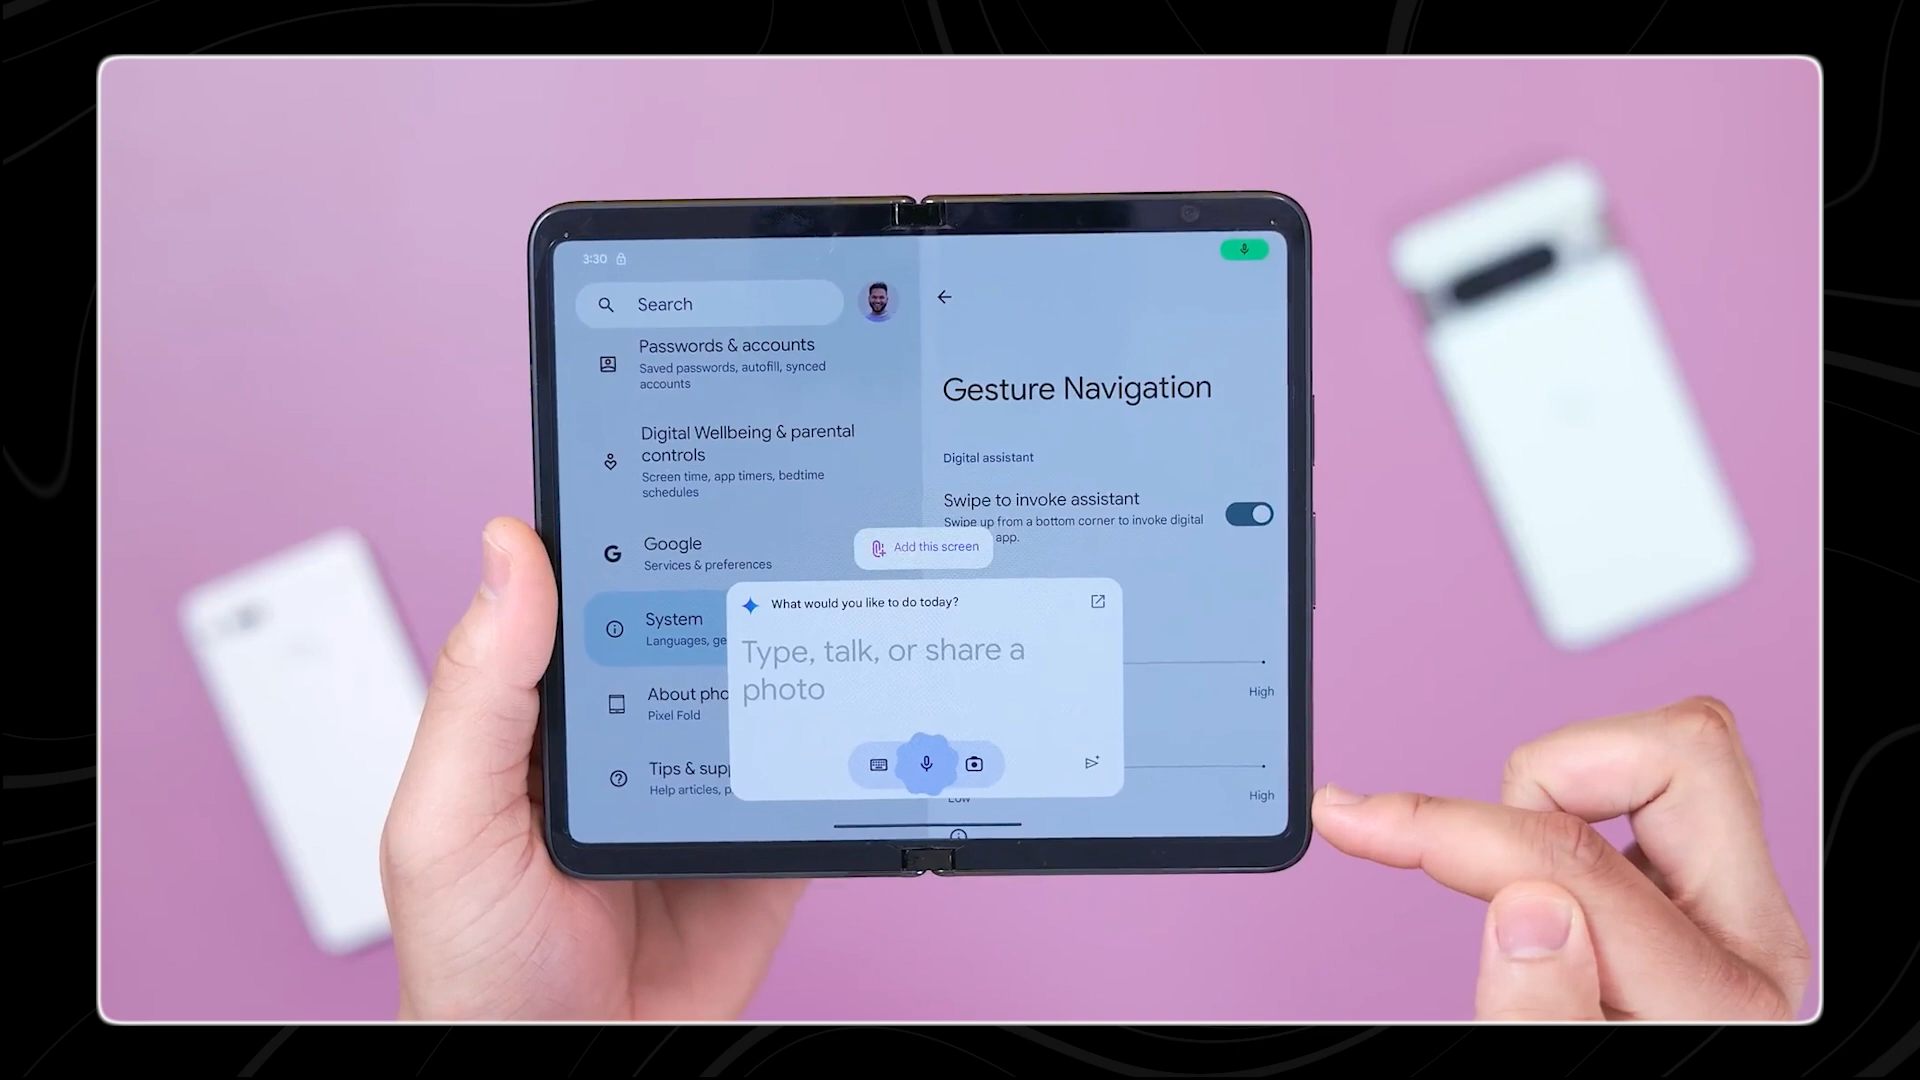 3:30
Search
Passwords & accounts
Saved passwords, autofill, synced
accounts
Digital Wellbeing & parental
controls
Screen time, app timers, bedtime
schedules
Google
Services & preferences
System
Languages, ge
About pho
Pixel Fold
Tips & sup
Help articles, p
Gesture Navigation
Digital assistant
Swipe to invoke assistant
Swipe up from a bottom corner to invoke digital
app.
Add this screen
What would you like to do today?
Type, talk, or share a
photo
High
Low
High